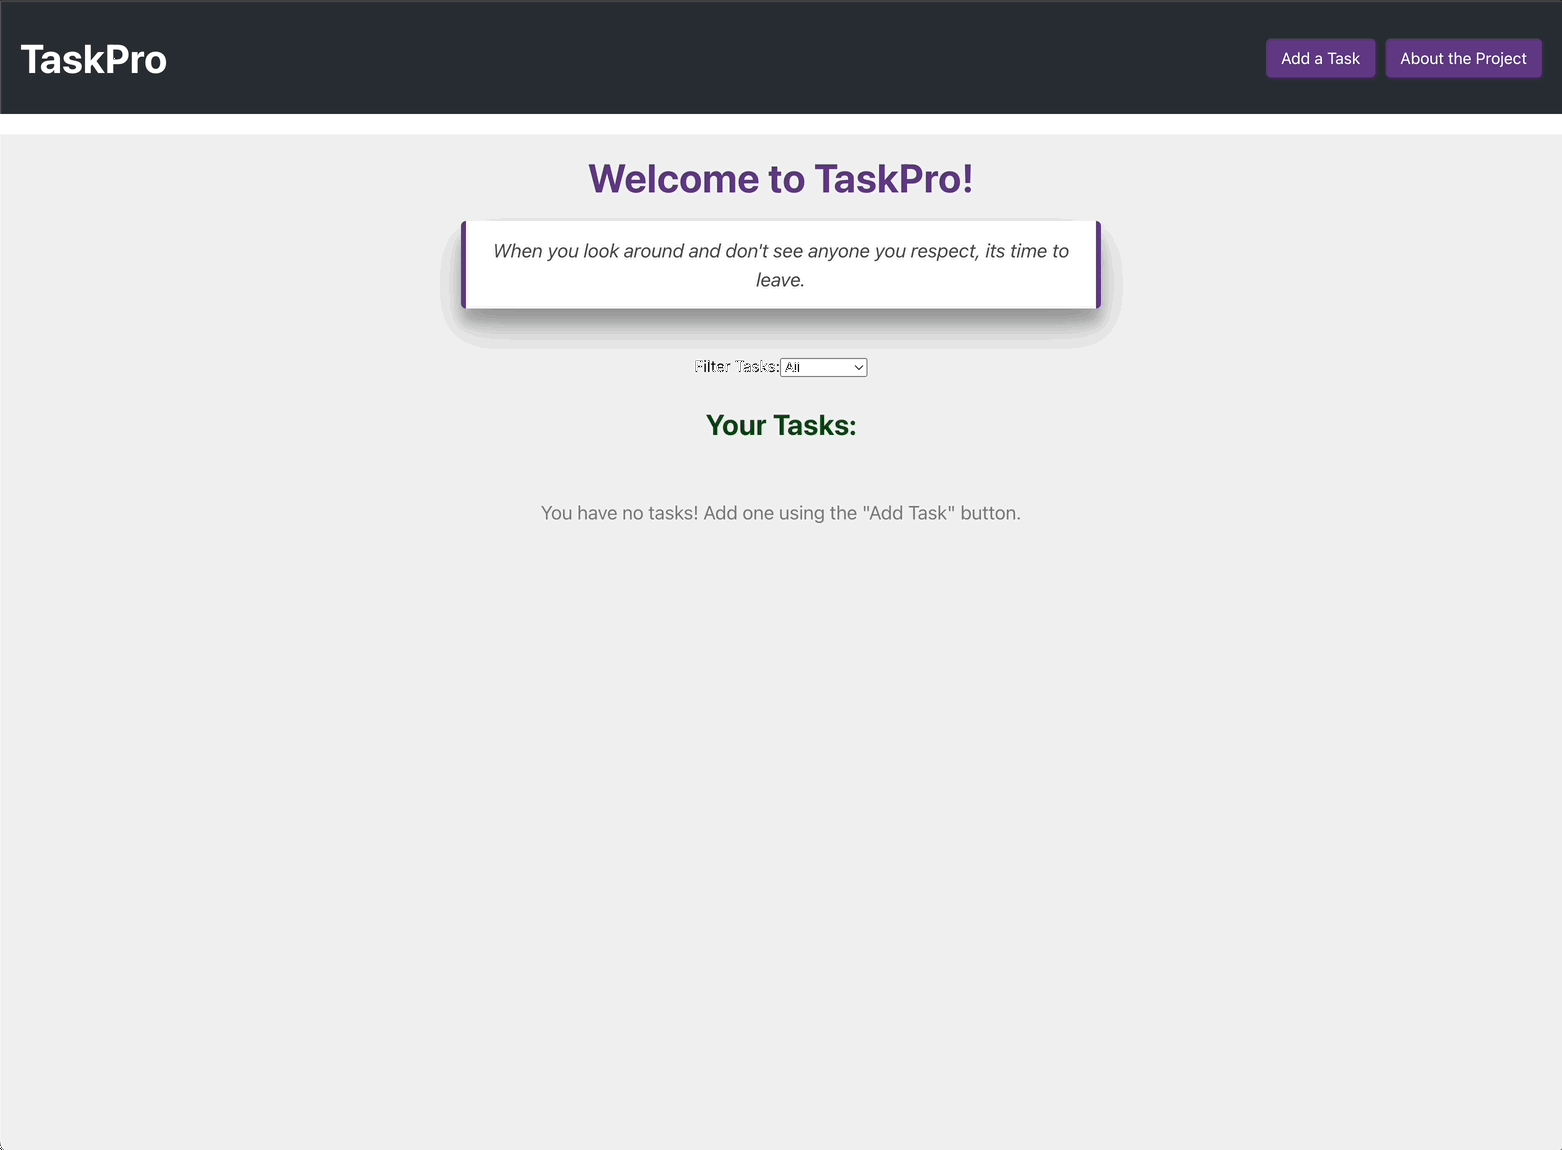 TaskPro
Add a Task
About the Project
Welcome to TaskPro!
When you look around and don't see anyone you respect, its time to
leave.
Filter Tasks: All
Your Tasks:
You have no tasks! Add one using the "Add Task" button.